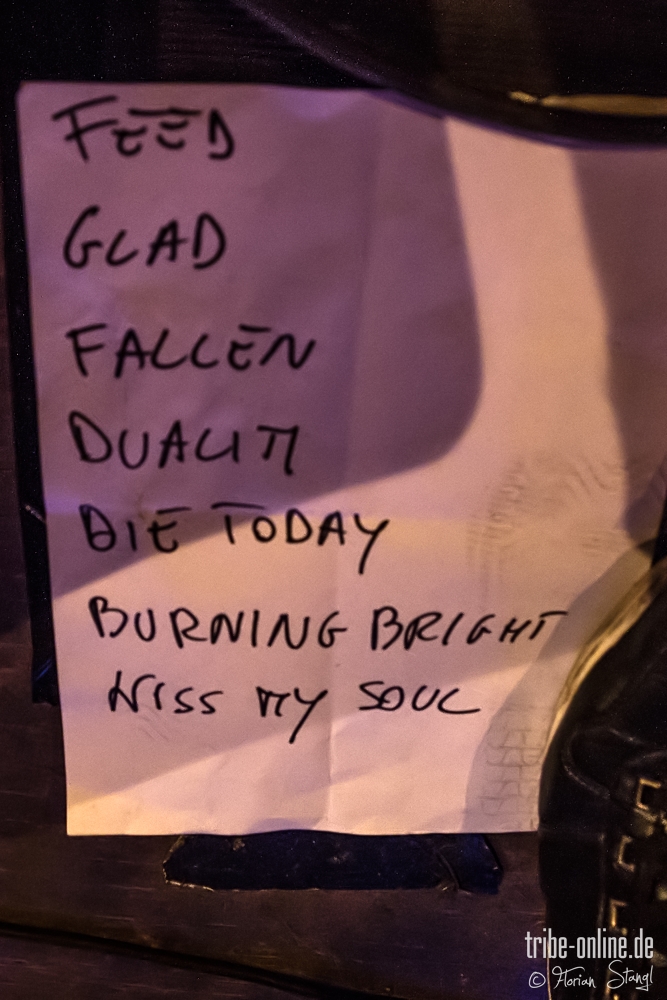 FEED
GLAD
FALLEN
DUALITY
DIE TODAY
BURNING BRIGHT
KISS MY SOUL
tribe-online.de
© Florian Stangl